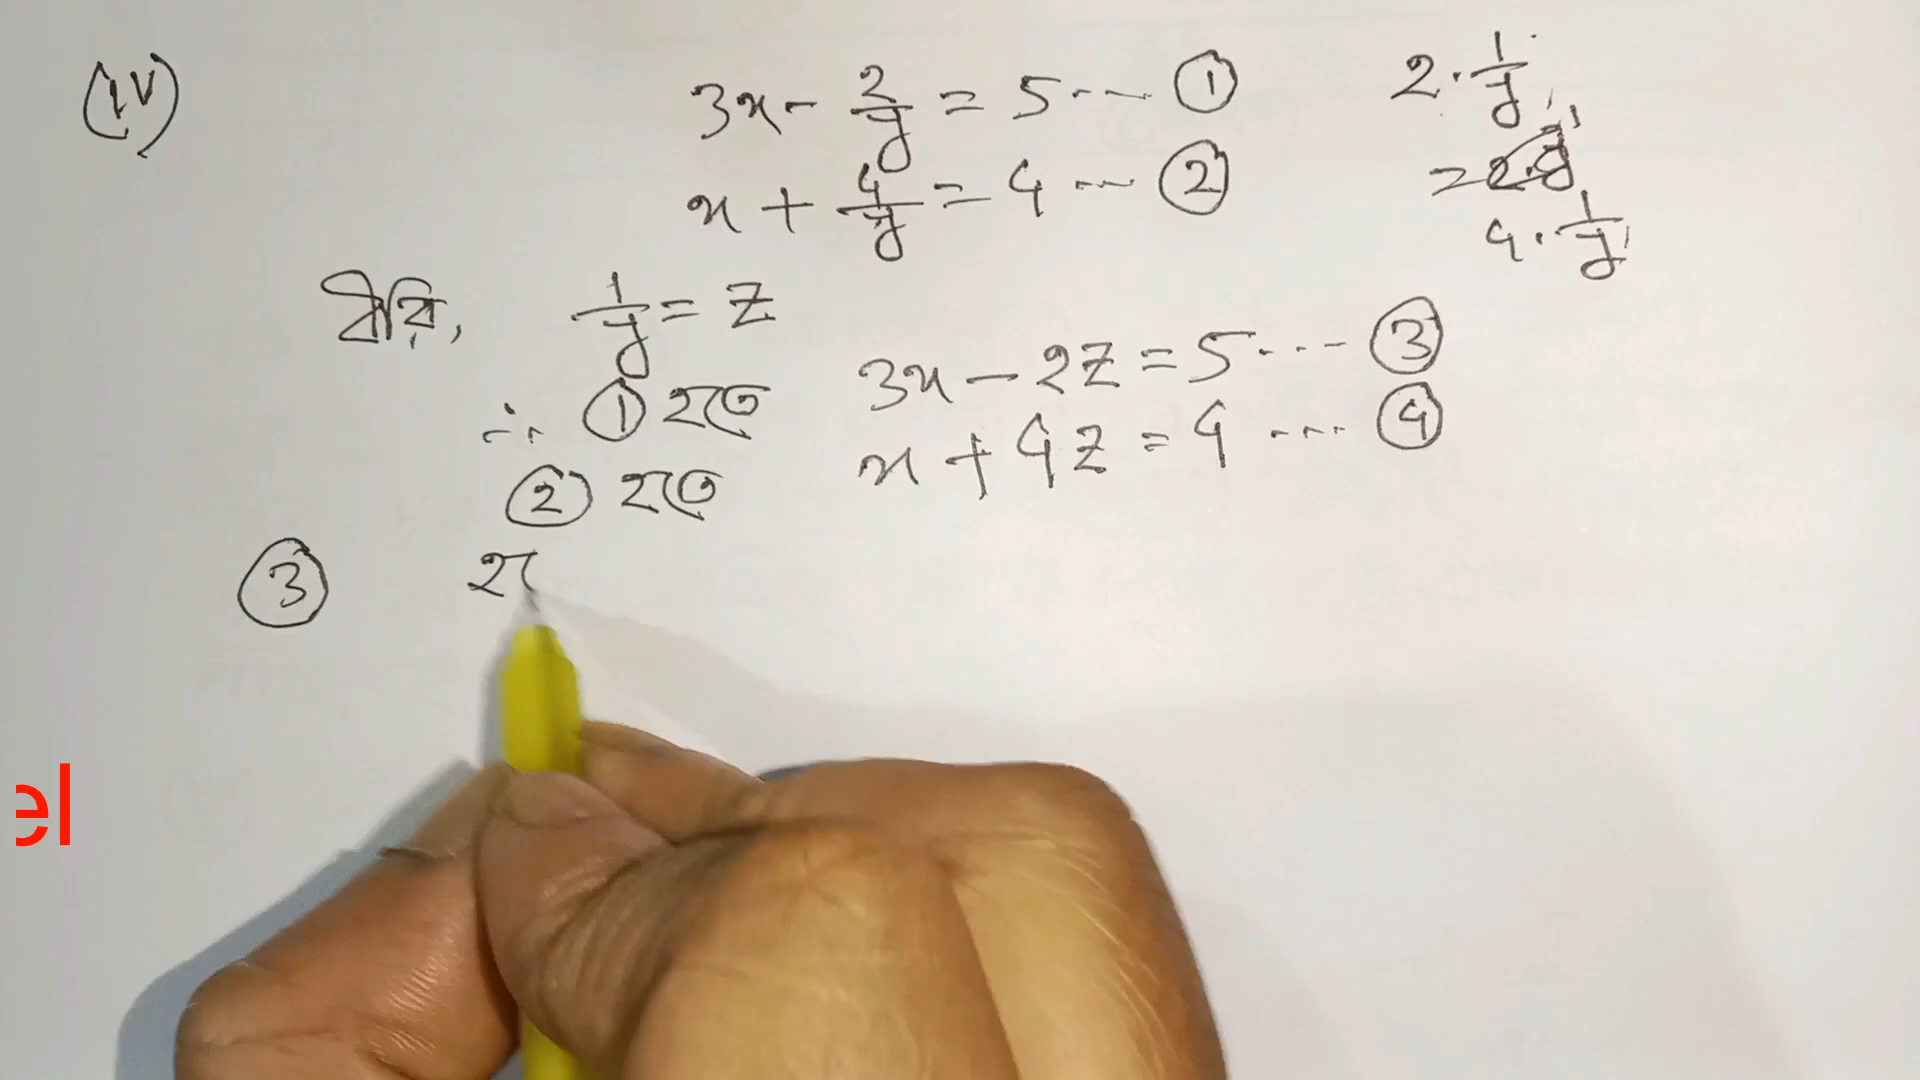 (iv) 3x - 2/y = 5 ... ① 2 · 1/y
x + 4/y = 4 ... ②
4 · 1/y
ধরি, 1/y = z
∴ ① হতে 3x - 2z = 5 ... ③
② হতে x + 4z = 4 ... ④
③ হ
el